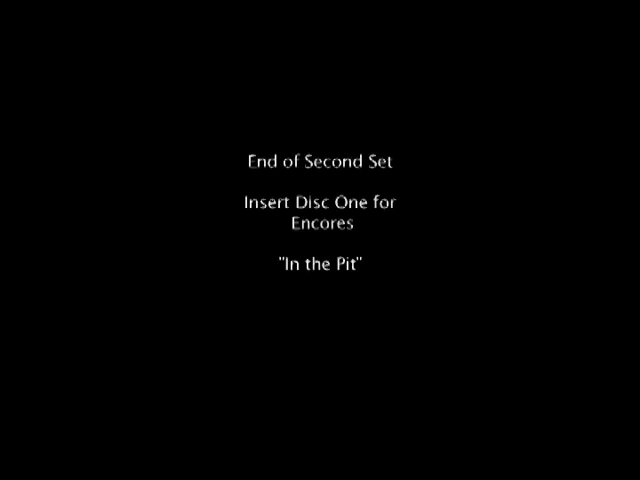 End of Second Set
Insert Disc One for
Encores
"In the Pit"